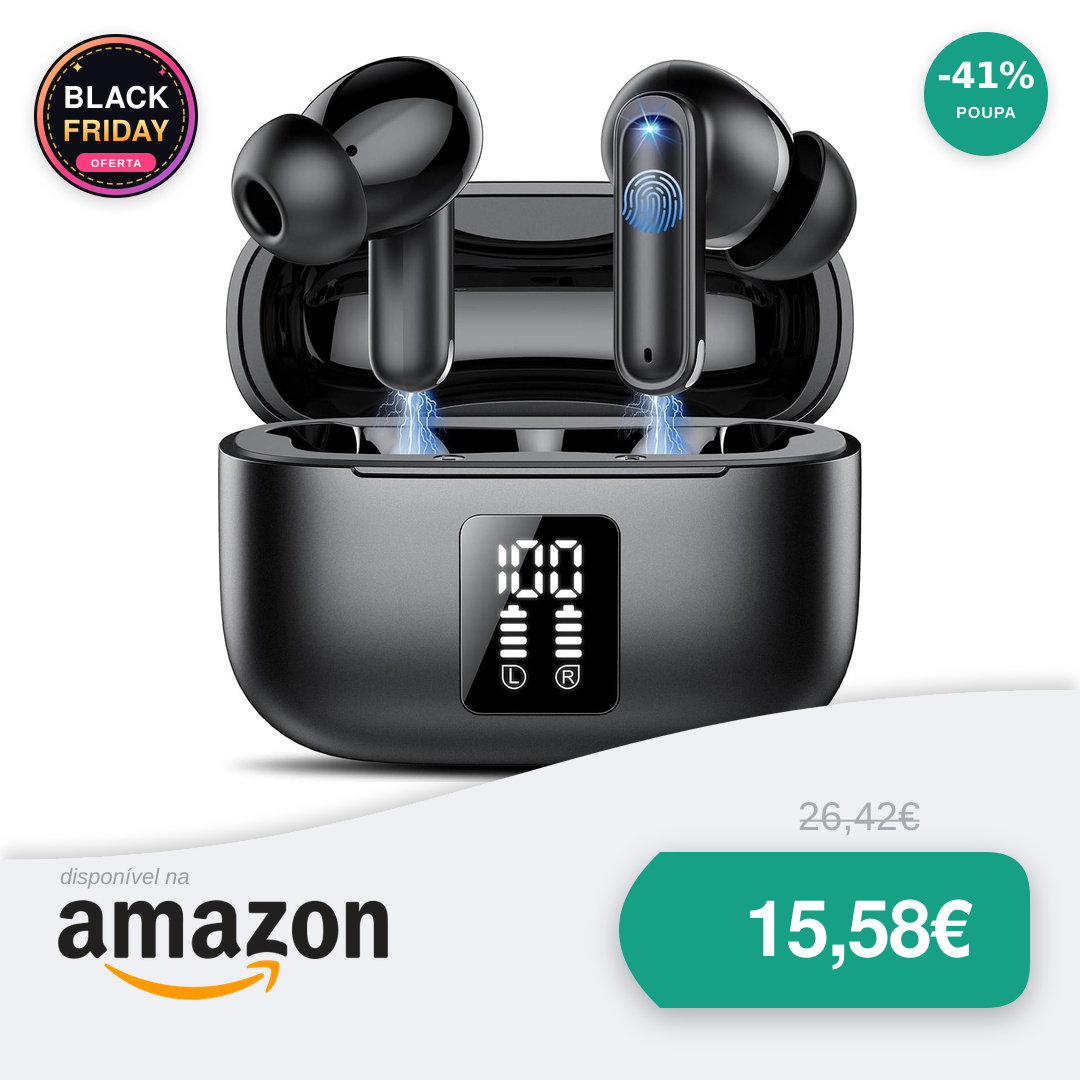 BLACK
FRIDAY
OFERTA
-41%
POUPA
100
L R
26,42€
disponível na
amazon
15,58€